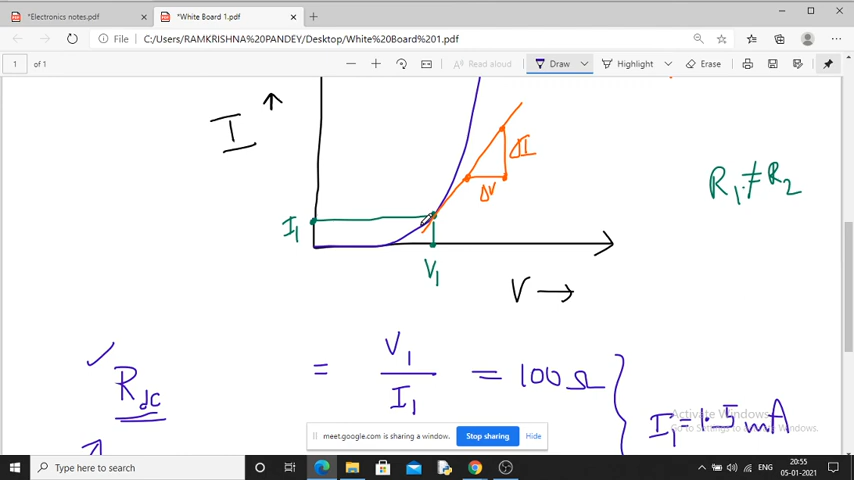 *Electronics notes.pdf
*White Board 1.pdf
File
C:/Users/RAMKRISHNA%20PANDEY/Desktop/White%20Board%201.pdf
1 of 1
Read aloud
Draw
Highlight
Erase
I
ΔI
ΔV
R₁ ≠ R₂
I₁
V₁
V →
✓ R_dc = V₁ / I₁ = 100 Ω
I₁ = 1.5 mA
Activate Windows
Go to Settings to activate Windows.
meet.google.com is sharing a window.
Stop sharing
Hide
Type here to search
ENG
20:55
05-01-2021